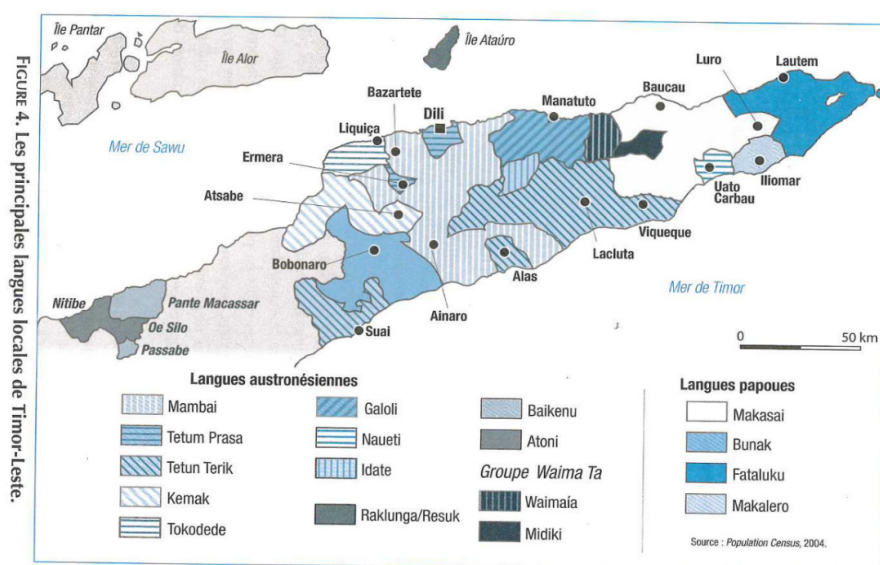 FIGURE 4. Les principales langues locales de Timor-Leste.
Île Pantar
Île Alor
Île Ataúro
Mer de Sawu
Bazartete
Dili
Liquiça
Ermera
Atsabe
Manatuto
Baucau
Luro
Lautem
Uato
Carbau
Iliomar
Viqueque
Lacluta
Alas
Ainaro
Bobonaro
Suai
Mer de Timor
Nitibe
Pante Macassar
Oe Silo
Passabe
0 50 km
Langues austronésiennes
Mambai
Tetum Prasa
Tetun Terik
Kemak
Tokodede
Galoli
Naueti
Idate
Raklunga/Resuk
Baikenu
Atoni
Groupe Waima Ta
Waimaía
Midiki
Langues papoues
Makasai
Bunak
Fataluku
Makalero
Source : Population Census, 2004.